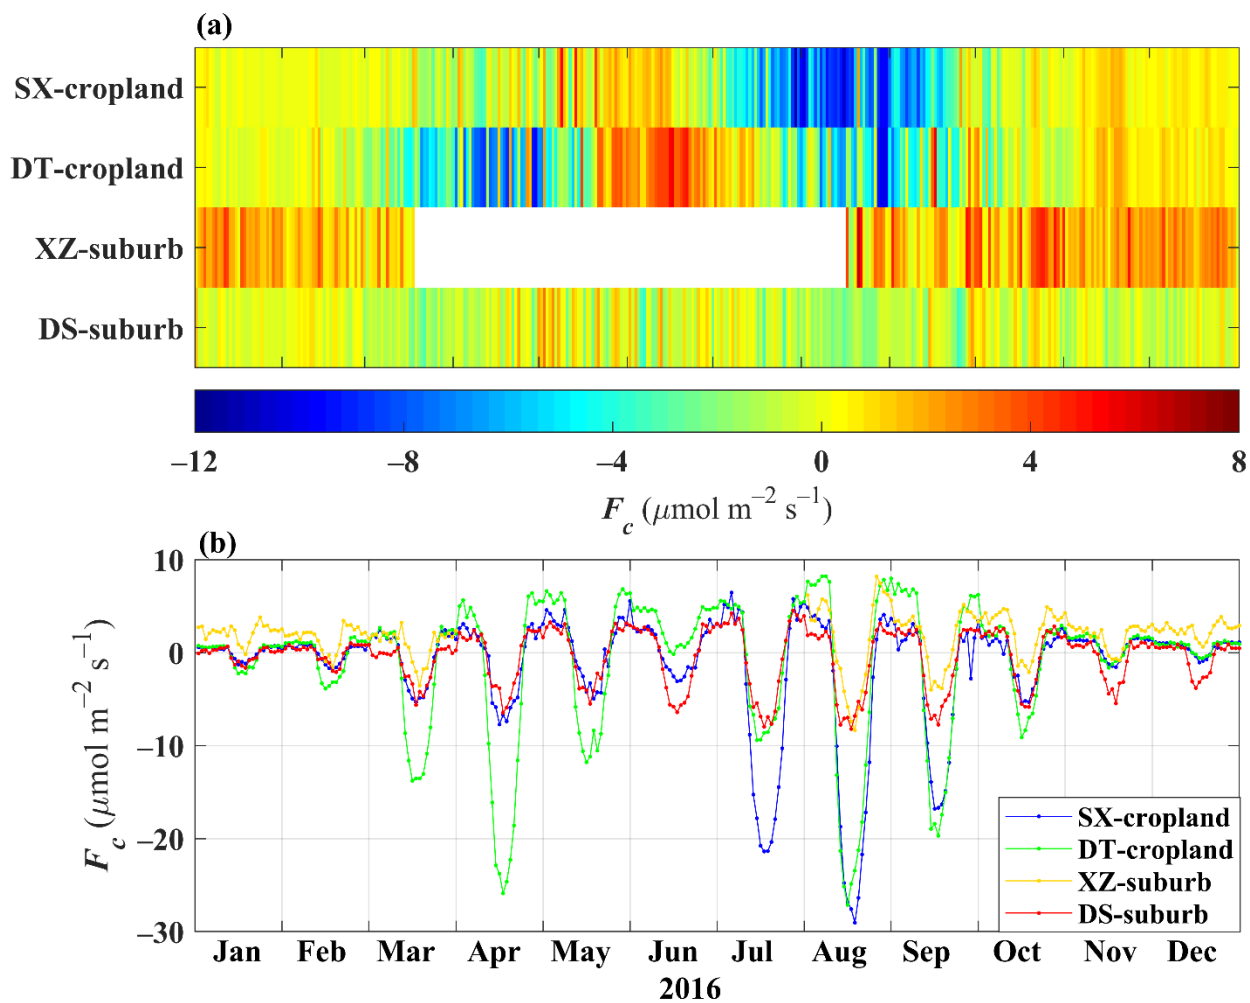 (a)
SX-cropland
DT-cropland
XZ-suburb
DS-suburb
−12 −8 −4 0 4 8
F_c (μmol m⁻² s⁻¹)
(b)
10
0
−10
−20
−30
F_c (μmol m⁻² s⁻¹)
SX-cropland
DT-cropland
XZ-suburb
DS-suburb
Jan Feb Mar Apr May Jun Jul Aug Sep Oct Nov Dec
2016